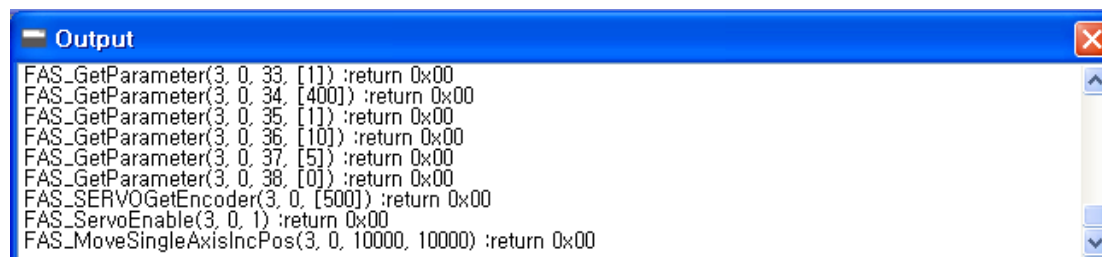 Output
FAS_GetParameter(3, 0, 33, [1]) :return 0x00
FAS_GetParameter(3, 0, 34, [400]) :return 0x00
FAS_GetParameter(3, 0, 35, [1]) :return 0x00
FAS_GetParameter(3, 0, 36, [10]) :return 0x00
FAS_GetParameter(3, 0, 37, [5]) :return 0x00
FAS_GetParameter(3, 0, 38, [0]) :return 0x00
FAS_SERVOGetEncoder(3, 0, [500]) :return 0x00
FAS_ServoEnable(3, 0, 1) :return 0x00
FAS_MoveSingleAxisIncPos(3, 0, 10000, 10000) :return 0x00